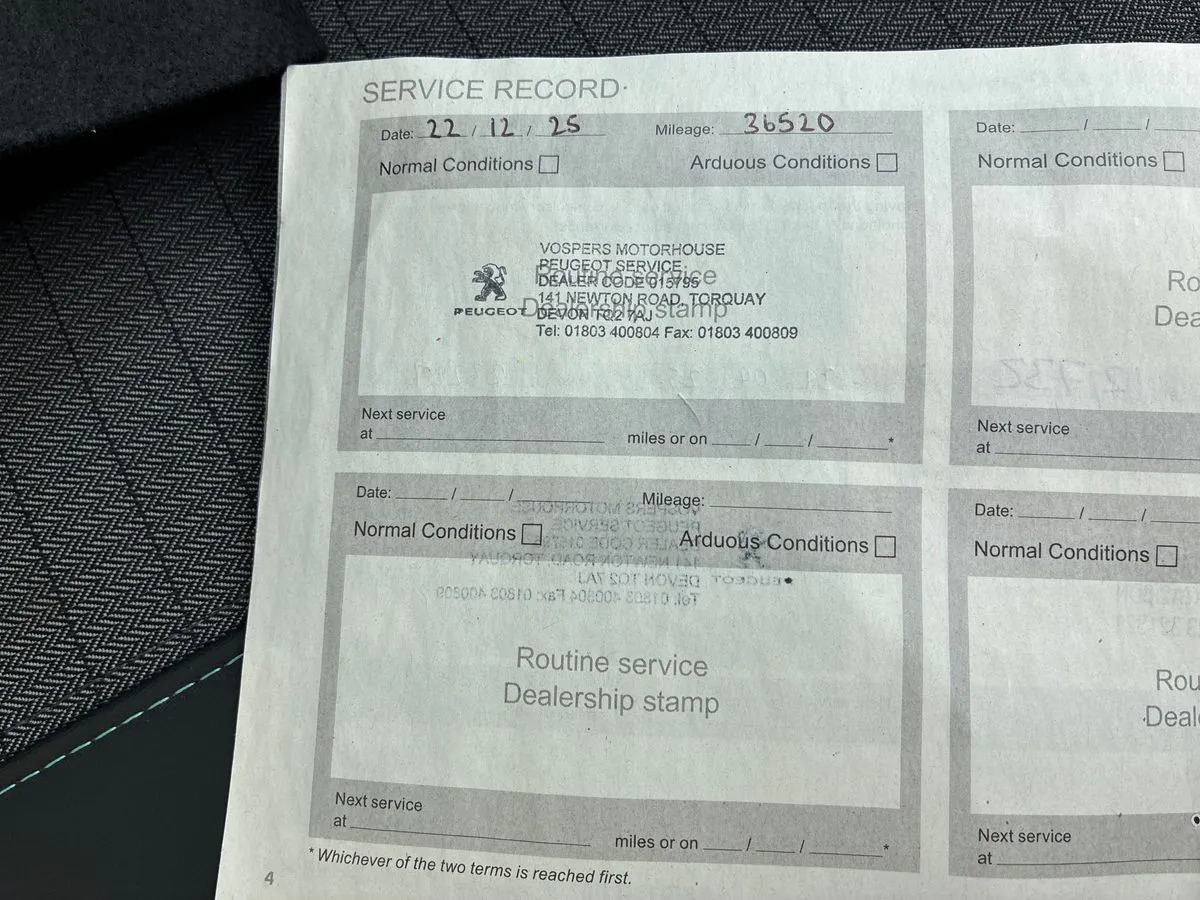 SERVICE RECORD
Date: 22 / 12 / 25 Mileage: 36520
Normal Conditions Arduous Conditions
VOSPERS MOTORHOUSE
PEUGEOT SERVICE
DEALER CODE 015795
141 NEWTON ROAD, TORQUAY
DEVON TQ2 7AJ
Tel: 01803 400804 Fax: 01803 400809
PEUGEOT
Routine service
Dealership stamp
Next service
at miles or on / / *
Date: / / Mileage:
Normal Conditions Arduous Conditions
Routine service
Dealership stamp
Next service
at miles or on / / *
* Whichever of the two terms is reached first.
4
Date: / /
Normal Conditions
Ro
Dea
Next service
at
Date: / /
Normal Conditions
Rou
Deal
Next service
at